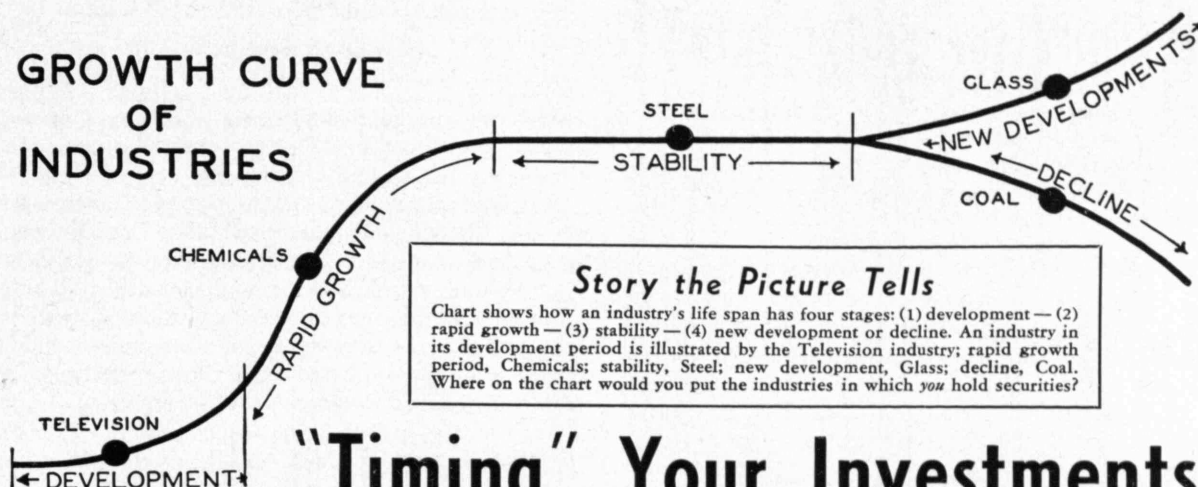 GROWTH CURVE
OF
INDUSTRIES
GLASS
NEW DEVELOPMENTS
STEEL
STABILITY
DECLINE
COAL
CHEMICALS
RAPID GROWTH
TELEVISION
DEVELOPMENT
Story the Picture Tells
Chart shows how an industry's life span has four stages: (1) development — (2)
rapid growth — (3) stability — (4) new development or decline. An industry in
its development period is illustrated by the Television industry; rapid growth
period, Chemicals; stability, Steel; new development, Glass; decline, Coal.
Where on the chart would you put the industries in which you hold securities?
"Timing" Your Investments